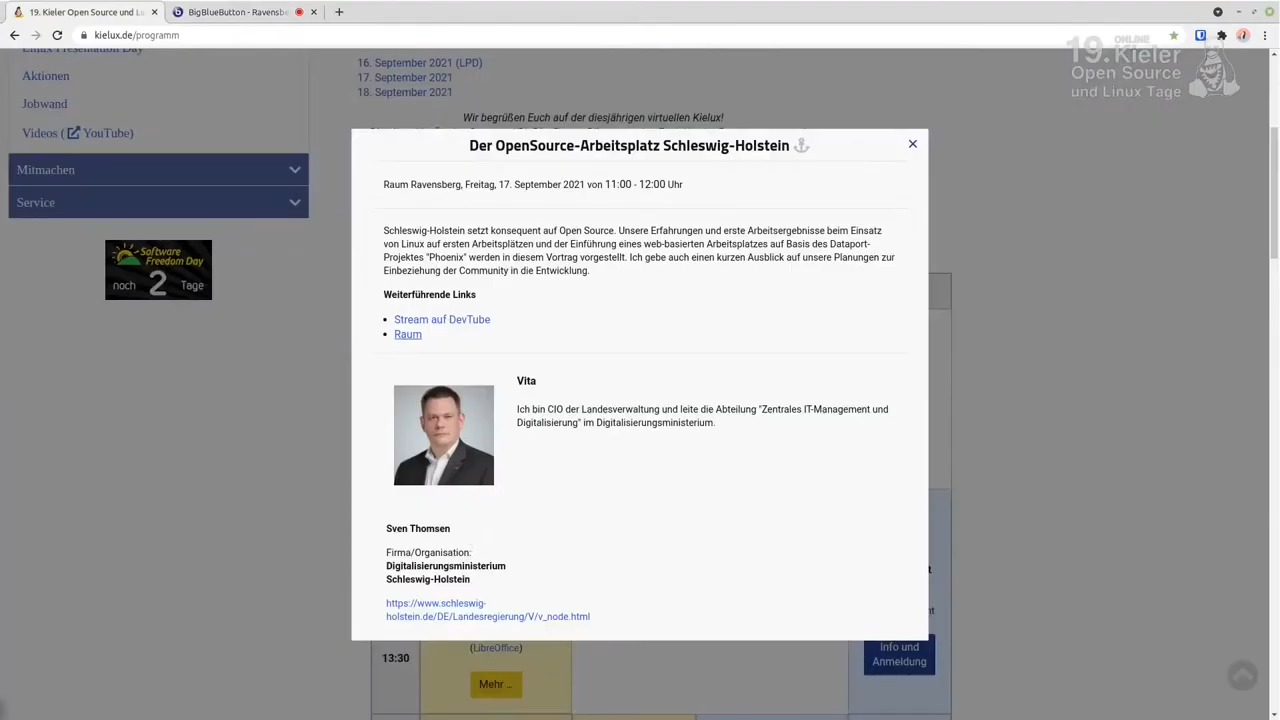 19. Kieler Open Source und L
BigBlueButton - Ravensbe
kielux.de/programm
ONLINE
19. Kieler
Open Source
und Linux Tage
Linux Presentation Day
Aktionen
Jobwand
Videos ( YouTube)
Mitmachen
Service
Software
Freedom Day
noch 2 Tage
16. September 2021 (LPD)
17. September 2021
18. September 2021
Wir begrüßen Euch auf der diesjährigen virtuellen Kielux!
Der OpenSource-Arbeitsplatz Schleswig-Holstein
Raum Ravensberg, Freitag, 17. September 2021 von 11:00 - 12:00 Uhr
Schleswig-Holstein setzt konsequent auf Open Source. Unsere Erfahrungen und erste Arbeitsergebnisse beim Einsatz
von Linux auf ersten Arbeitsplätzen und der Einführung eines web-basierten Arbeitsplatzes auf Basis des Dataport-
Projektes "Phoenix" werden in diesem Vortrag vorgestellt. Ich gebe auch einen kurzen Ausblick auf unsere Planungen zur
Einbeziehung der Community in die Entwicklung.
Weiterführende Links
Stream auf DevTube
Raum
Vita
Ich bin CIO der Landesverwaltung und leite die Abteilung "Zentrales IT-Management und
Digitalisierung" im Digitalisierungsministerium.
Sven Thomsen
Firma/Organisation:
Digitalisierungsministerium
Schleswig-Holstein
https://www.schleswig-
holstein.de/DE/Landesregierung/V/v_node.html
13:30
(LibreOffice)
Mehr ...
Info und
Anmeldung